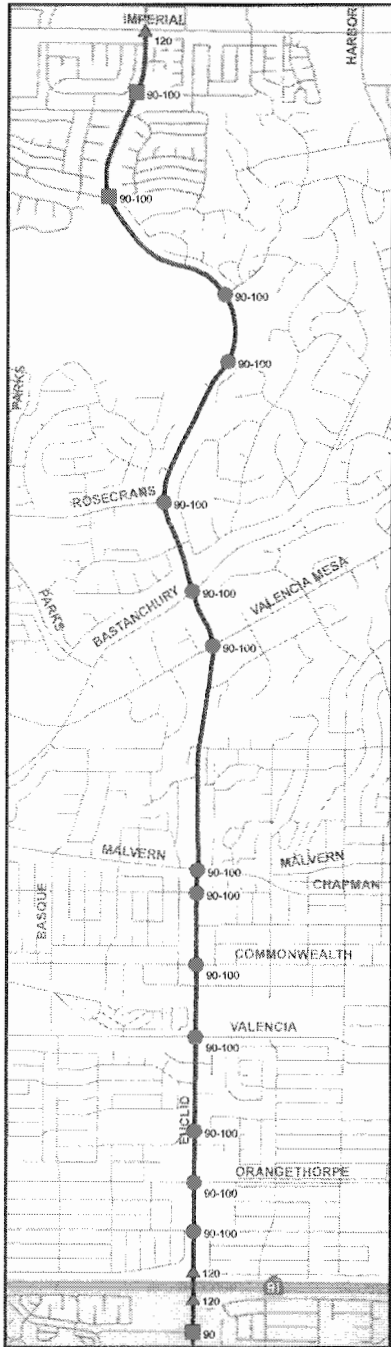 IMPERIAL
120
HARBOR
90-100
90-100
90-100
90-100
PARKS
ROSECRANS
90-100
PARKS
BASTANCHURY
90-100
VALENCIA MESA
90-100
MALVERN
90-100
MALVERN
90-100
CHAPMAN
BASQUE
COMMONWEALTH
90-100
VALENCIA
90-100
EUCLID
90-100
ORANGETHORPE
90-100
90-100
120
91
120
90